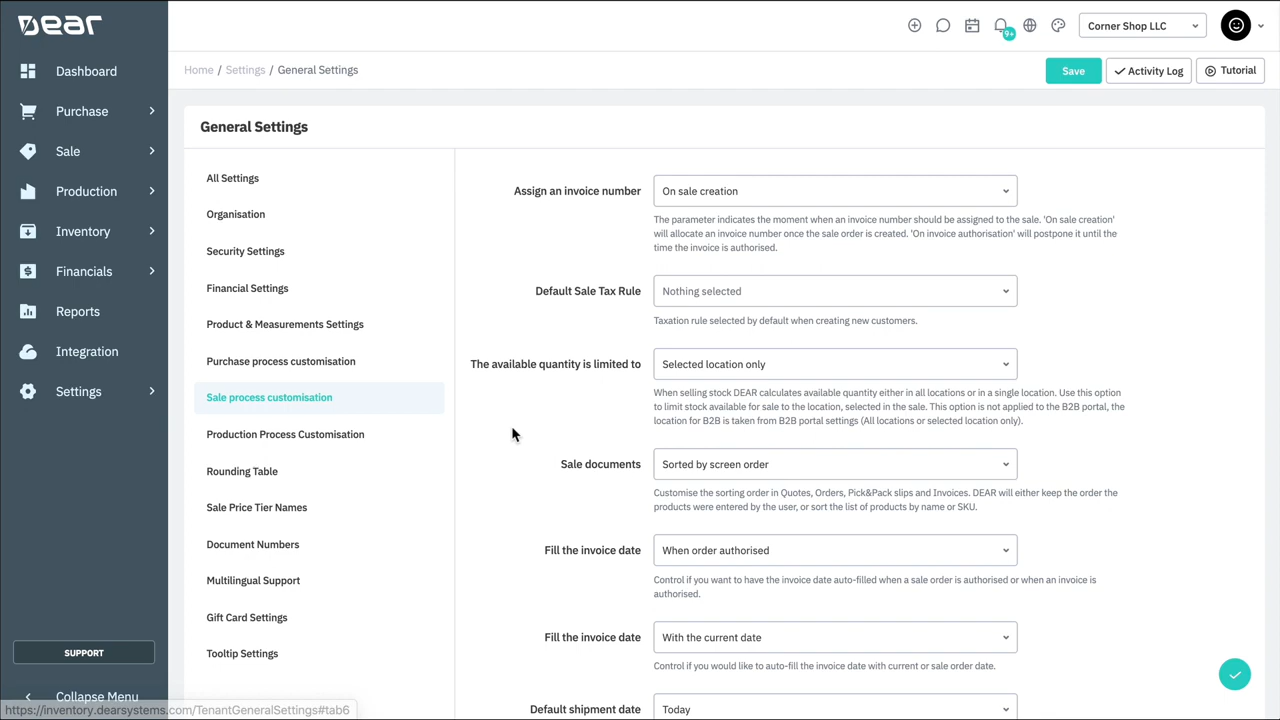 DEAR
9+
Corner Shop LLC
Dashboard
Purchase
Sale
Production
Inventory
Financials
Reports
Integration
Settings
SUPPORT
Collapse Menu
https://inventory.dearsystems.com/TenantGeneralSettings#tab6
Home / Settings / General Settings
Save
Activity Log
Tutorial
General Settings
All Settings
Organisation
Security Settings
Financial Settings
Product & Measurements Settings
Purchase process customisation
Sale process customisation
Production Process Customisation
Rounding Table
Sale Price Tier Names
Document Numbers
Multilingual Support
Gift Card Settings
Tooltip Settings
Assign an invoice number
On sale creation
The parameter indicates the moment when an invoice number should be assigned to the sale. 'On sale creation'
will allocate an invoice number once the sale order is created. 'On invoice authorisation' will postpone it until the
time the invoice is authorised.
Default Sale Tax Rule
Nothing selected
Taxation rule selected by default when creating new customers.
The available quantity is limited to
Selected location only
When selling stock DEAR calculates available quantity either in all locations or in a single location. Use this option
to limit stock available for sale to the location, selected in the sale. This option is not applied to the B2B portal, the
location for B2B is taken from B2B portal settings (All locations or selected location only).
Sale documents
Sorted by screen order
Customise the sorting order in Quotes, Orders, Pick&Pack slips and Invoices. DEAR will either keep the order the
products were entered by the user, or sort the list of products by name or SKU.
Fill the invoice date
When order authorised
Control if you want to have the invoice date auto-filled when a sale order is authorised or when an invoice is
authorised.
Fill the invoice date
With the current date
Control if you would like to auto-fill the invoice date with current or sale order date.
Default shipment date
Today